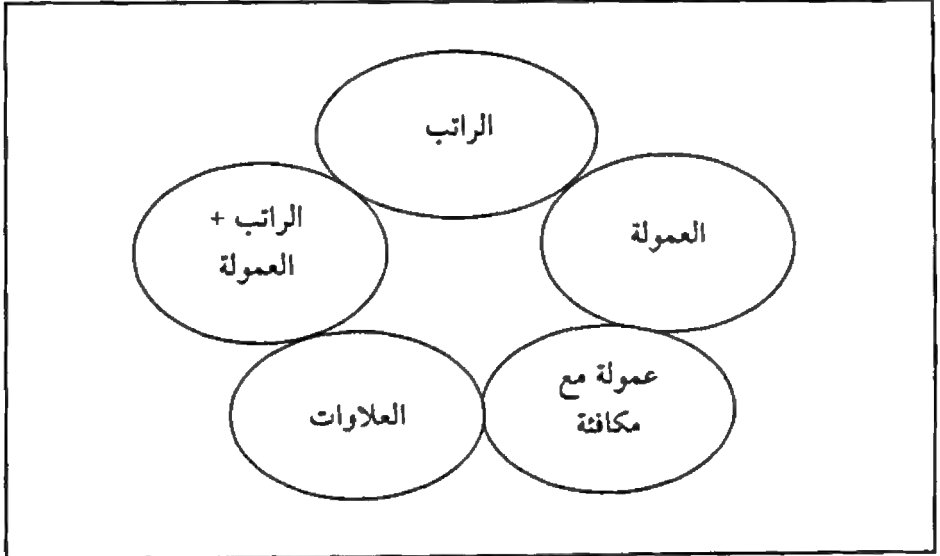 الراتب
العمولة
الراتب +
العمولة
عمولة مع
مكافئة
العلاوات